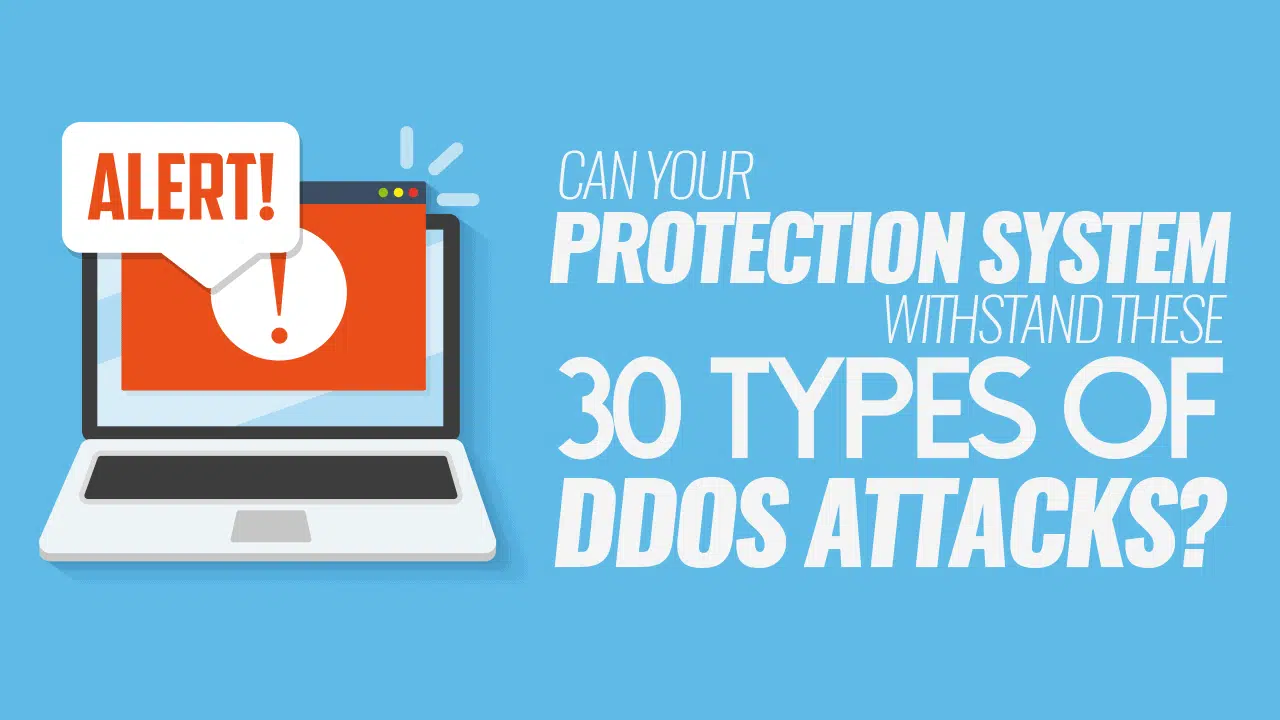 ALERT!
!
CAN YOUR
PROTECTION SYSTEM
WITHSTAND THESE
30 TYPES OF
DDOS ATTACKS?